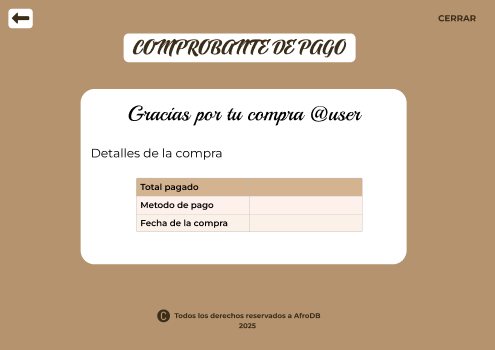 CERRAR
COMPROBANTE DE PAGO
Gracias por tu compra @user
Detalles de la compra
Total pagado
Metodo de pago
Fecha de la compra
© Todos los derechos reservados a AfroDB
2025